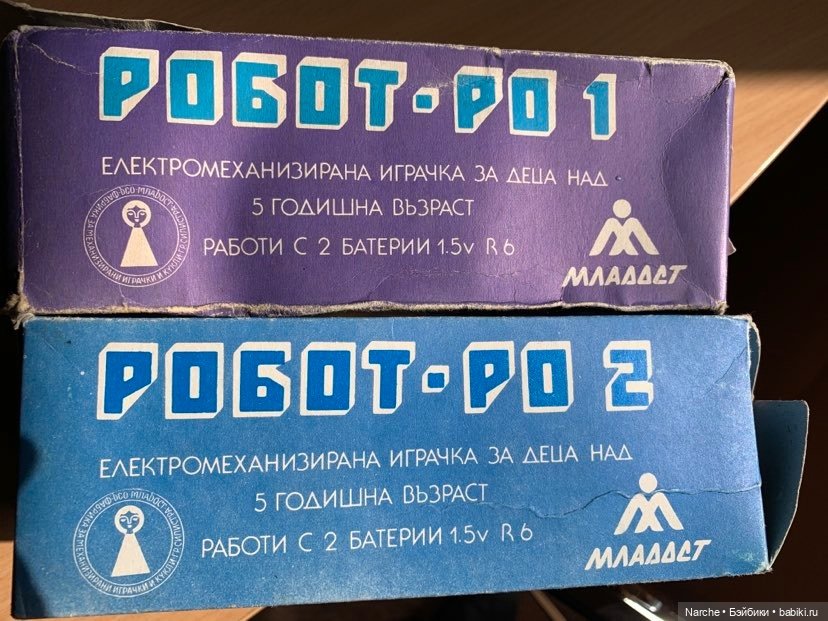 РОБОТ·РО 1
ЕЛЕКТРОМЕХАНИЗИРАНА ИГРАЧКА ЗА ДЕЦА НАД
5 ГОДИШНА ВЪЗРАСТ
РАБОТИ С 2 БАТЕРИИ 1.5v R6
МЛАДОСТ
РОБОТ·РО 2
ЕЛЕКТРОМЕХАНИЗИРАНА ИГРАЧКА ЗА ДЕЦА НАД
5 ГОДИШНА ВЪЗРАСТ
РАБОТИ С 2 БАТЕРИИ 1.5v R6
МЛАДОСТ
Narche • Бэйбики • babiki.ru